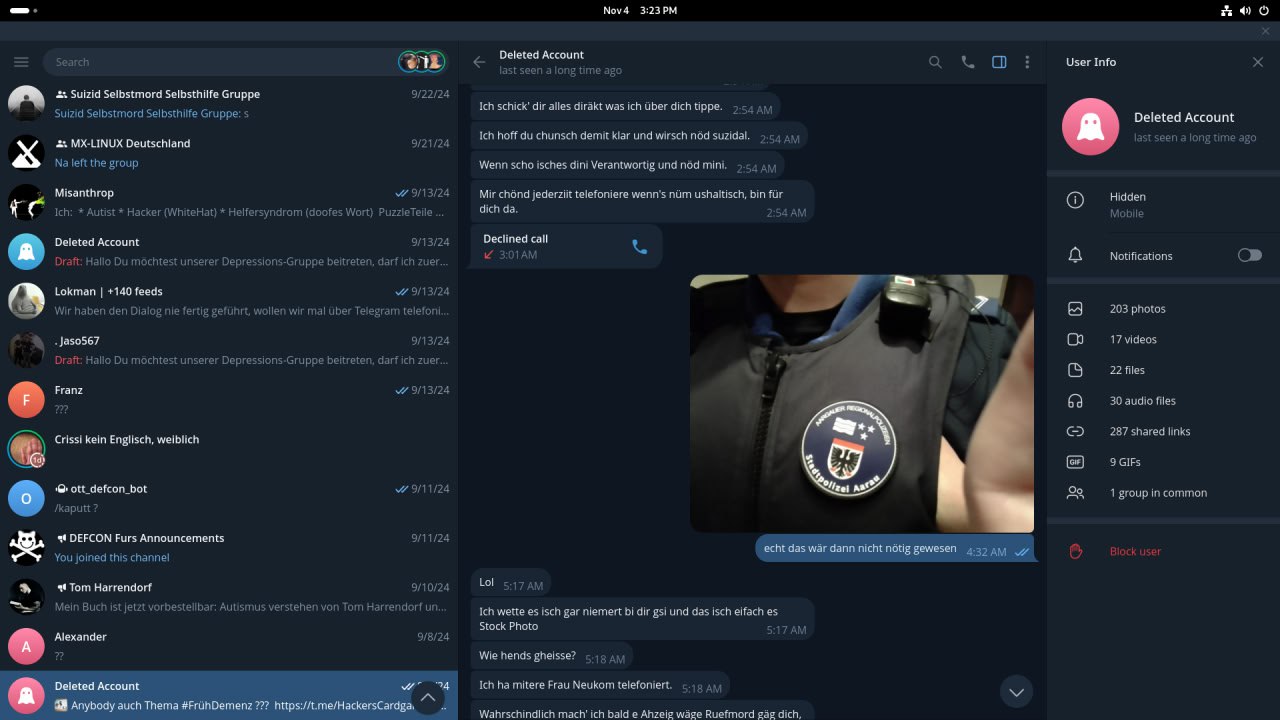 Nov 4 3:23 PM
Search
Suizid Selbstmord Selbsthilfe Gruppe 9/22/24
Suizid Selbstmord Selbsthilfe Gruppe: s
MX-LINUX Deutschland 9/21/24
Na left the group
Misanthrop 9/13/24
Ich: * Autist * Hacker (WhiteHat) * Helfersyndrom (doofes Wort) PuzzleTeile ...
Deleted Account 9/13/24
Draft: Hallo Du möchtest unserer Depressions-Gruppe beitreten, darf ich zuer...
Lokman | +140 feeds 9/13/24
Wir haben den Dialog nie fertig geführt, wollen wir mal über Telegram telefoni...
. Jaso567 9/13/24
Draft: Hallo Du möchtest unserer Depressions-Gruppe beitreten, darf ich zuer...
F
Franz 9/13/24
???
Crissi kein Englisch, weiblich
1d
O
ott_defcon_bot 9/11/24
/kaputt ?
DEFCON Furs Announcements 9/11/24
You joined this channel
Tom Harrendorf 9/10/24
Mein Buch ist jetzt vorbestellbar: Autismus verstehen von Tom Harrendorf un...
A
Alexander 9/8/24
??
Deleted Account
Anybody auch Thema #FrühDemenz ??? https://t.me/HackersCardga
Deleted Account
last seen a long time ago
Ich schick' dir alles diräkt was ich über dich tippe. 2:54 AM
Ich hoff du chunsch demit klar und wirsch nöd suzidal. 2:54 AM
Wenn scho isches dini Verantwortig und nöd mini. 2:54 AM
Mir chönd jederziit telefoniere wenn's nüm ushaltisch, bin für
dich da. 2:54 AM
Declined call
3:01AM
AARGAUER REGIONALPOLIZEIEN
Stadtpolizei Aarau
echt das wär dann nicht nötig gewesen 4:32 AM
Lol 5:17 AM
Ich wette es isch gar niemert bi dir gsi und das isch eifach es
Stock Photo 5:17 AM
Wie hends gheisse? 5:18 AM
Ich ha mitere Frau Neukom telefoniert. 5:18 AM
Wahrschindlich mach' ich bald e Ahzeig wäge Ruefmord gäg dich,
User Info
Deleted Account
last seen a long time ago
Hidden
Mobile
Notifications
203 photos
17 videos
22 files
30 audio files
287 shared links
GIF
9 GIFs
1 group in common
Block user